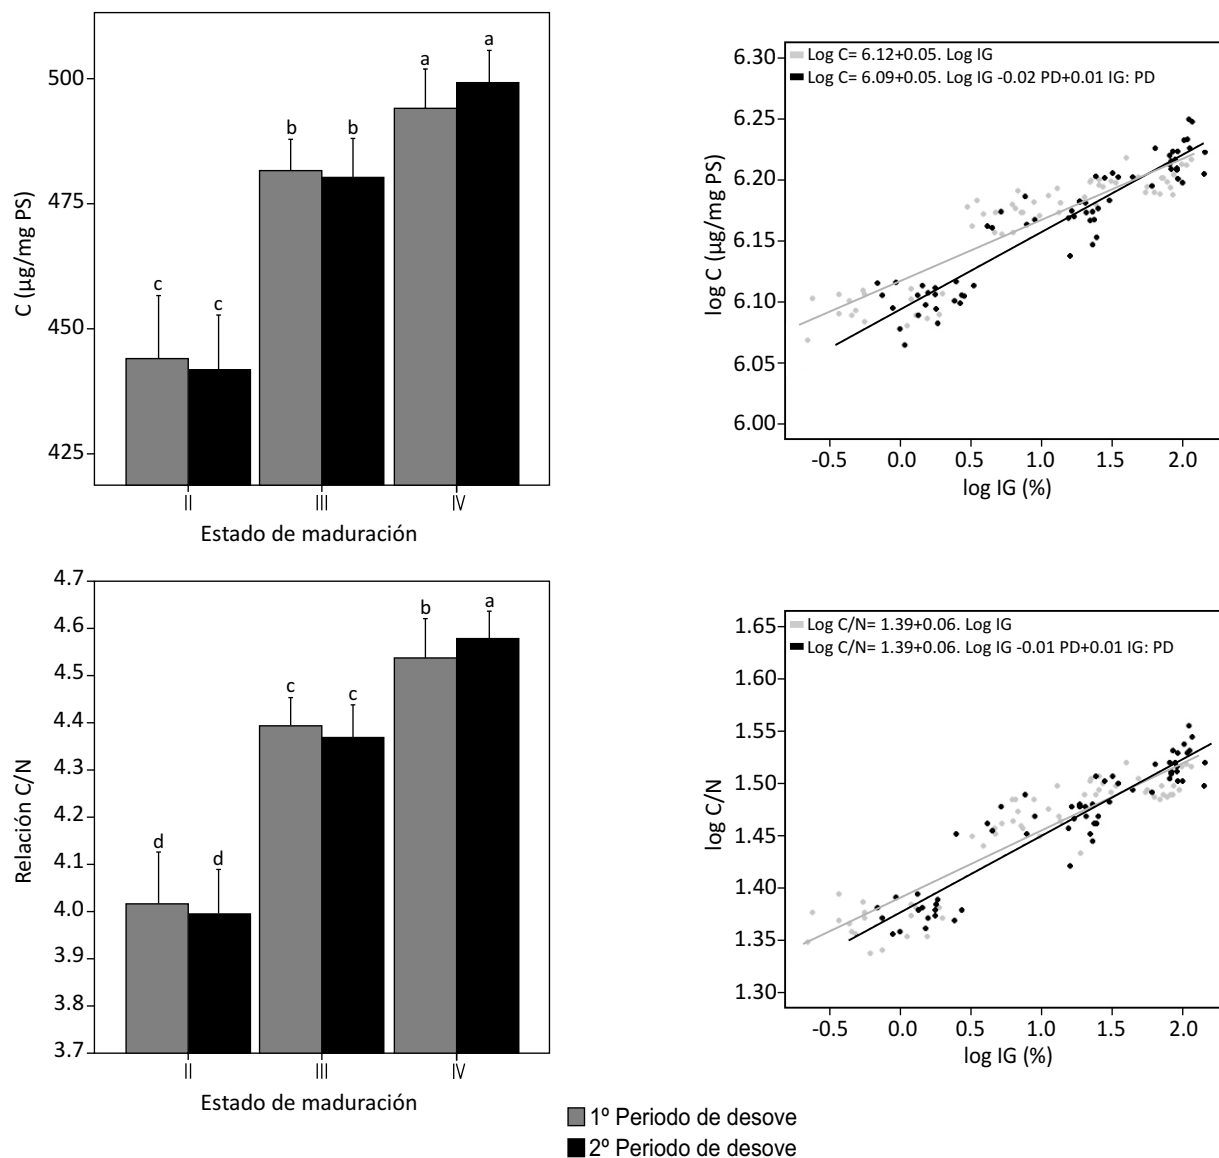 a
a
b
b
c
c
500
475
450
425
C (µg/mg PS)
II
III
IV
Estado de maduración
Log C= 6.12+0.05. Log IG
Log C= 6.09+0.05. Log IG -0.02 PD+0.01 IG: PD
6.30
6.25
6.20
6.15
6.10
6.05
6.00
log C (µg/mg PS)
-0.5 0.0 0.5 1.0 1.5 2.0
log IG (%)
4.7
4.6
4.5
4.4
4.3
4.2
4.1
4.0
3.9
3.8
3.7
Relación C/N
a
b
c
c
d
d
II
III
IV
Estado de maduración
Log C/N= 1.39+0.06. Log IG
Log C/N= 1.39+0.06. Log IG -0.01 PD+0.01 IG: PD
1.65
1.60
1.55
1.50
1.45
1.40
1.35
1.30
log C/N
-0.5 0.0 0.5 1.0 1.5 2.0
log IG (%)
1º Periodo de desove
2º Periodo de desove